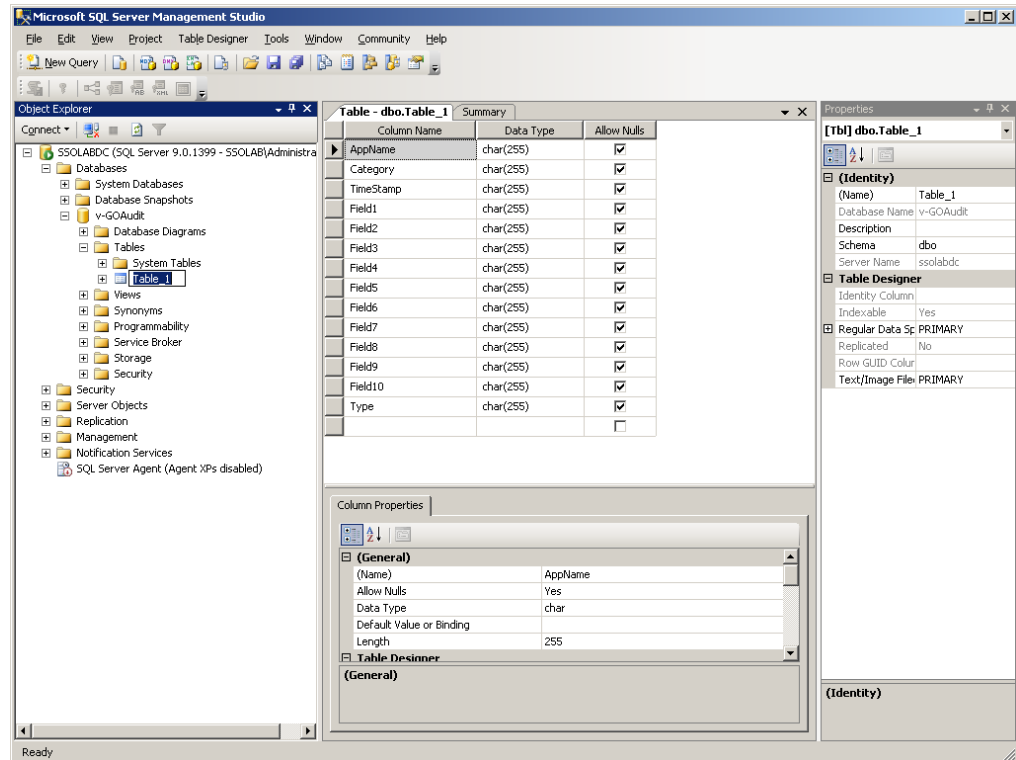 Microsoft SQL Server Management Studio
File Edit View Project Table Designer Tools Window Community Help
New Query
Object Explorer
Connect
SSOLABDC (SQL Server 9.0.1399 - SSOLAB\Administra
Databases
System Databases
Database Snapshots
v-GOAudit
Database Diagrams
Tables
System Tables
Table_1
Views
Synonyms
Programmability
Service Broker
Storage
Security
Security
Server Objects
Replication
Management
Notification Services
SQL Server Agent (Agent XPs disabled)
Table - dbo.Table_1 Summary
Column Name Data Type Allow Nulls
AppName char(255)
Category char(255)
TimeStamp char(255)
Field1 char(255)
Field2 char(255)
Field3 char(255)
Field4 char(255)
Field5 char(255)
Field6 char(255)
Field7 char(255)
Field8 char(255)
Field9 char(255)
Field10 char(255)
Type char(255)
Column Properties
(General)
(Name) AppName
Allow Nulls Yes
Data Type char
Default Value or Binding
Length 255
Table Designer
(General)
Properties
[Tbl] dbo.Table_1
(Identity)
(Name) Table_1
Database Name v-GOAudit
Description
Schema dbo
Server Name ssolabdc
Table Designer
Identity Column
Indexable Yes
Regular Data Sp PRIMARY
Replicated No
Row GUID Colur
Text/Image File PRIMARY
(Identity)
Ready